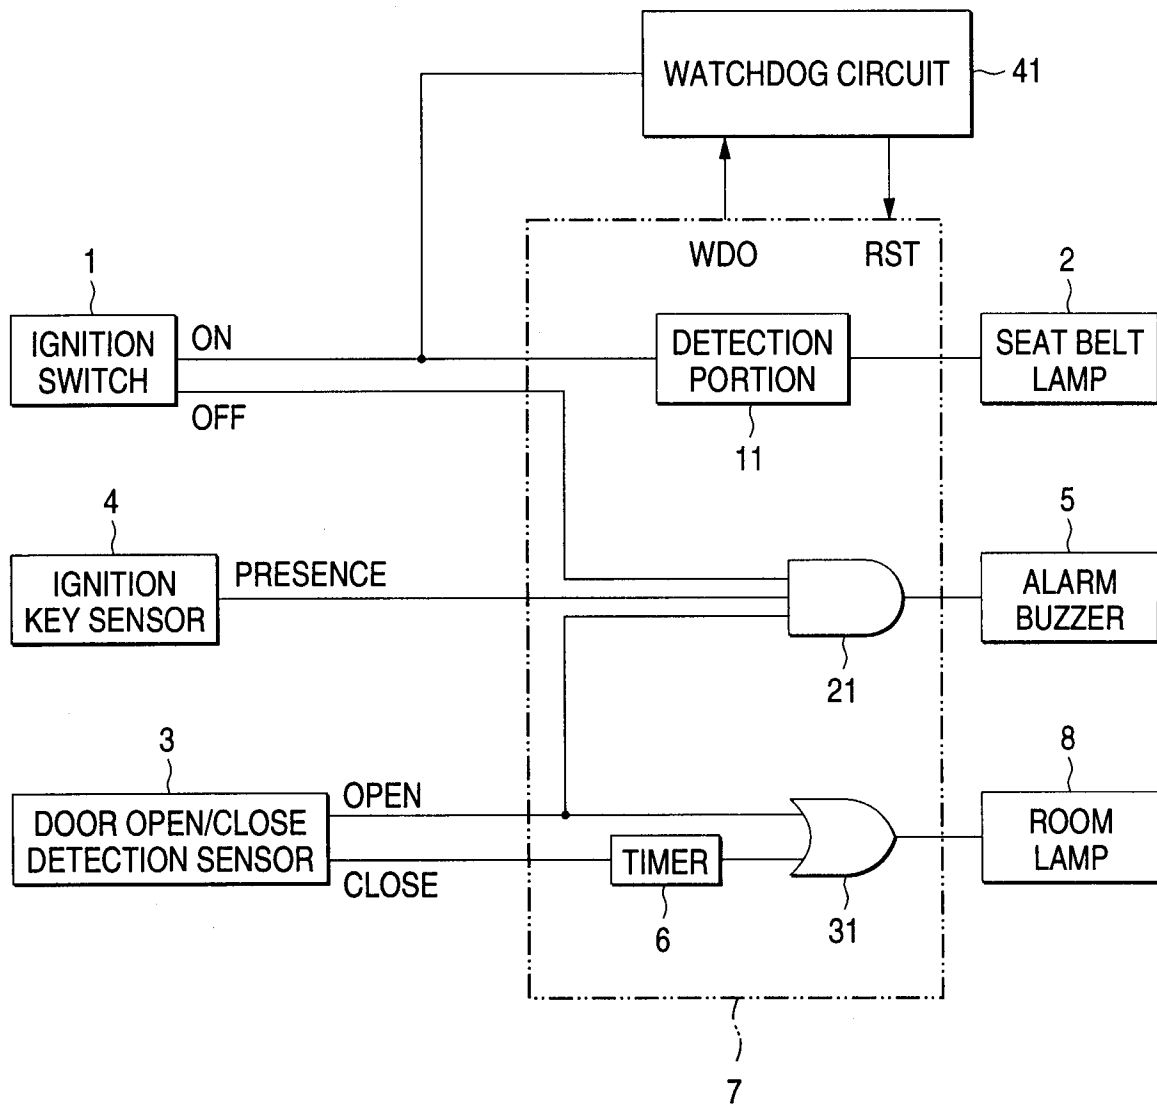 WATCHDOG CIRCUIT
41
WDO
RST
1
IGNITION
SWITCH
ON
OFF
DETECTION
PORTION
11
2
SEAT BELT
LAMP
4
IGNITION
KEY SENSOR
PRESENCE
21
5
ALARM
BUZZER
3
DOOR OPEN/CLOSE
DETECTION SENSOR
OPEN
CLOSE
TIMER
6
31
8
ROOM
LAMP
7